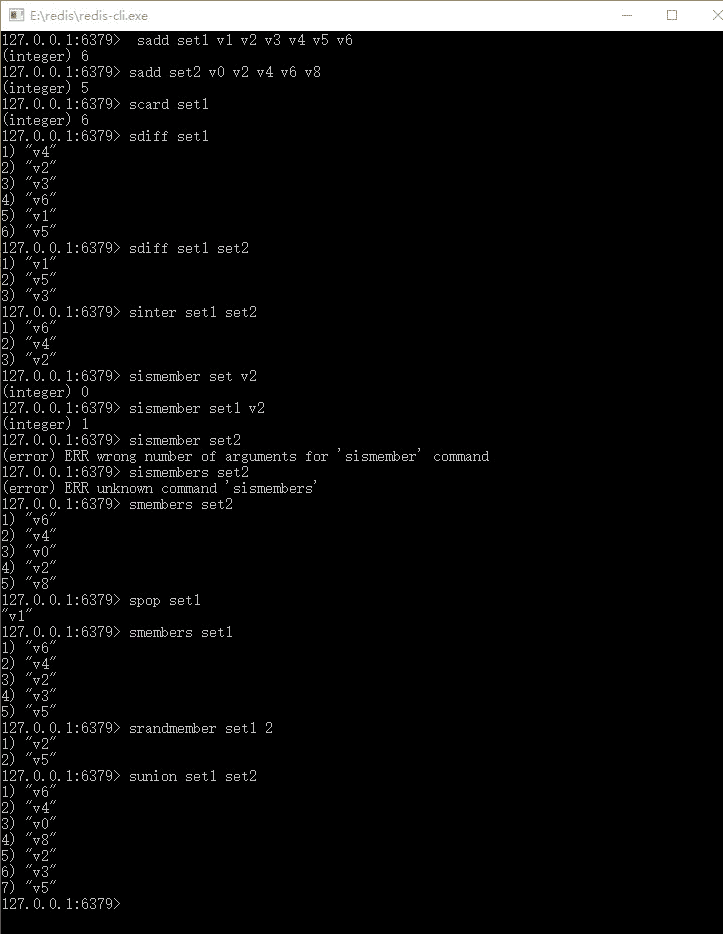 E:\redis\redis-cli.exe
127.0.0.1:6379>  sadd set1 v1 v2 v3 v4 v5 v6
(integer) 6
127.0.0.1:6379> sadd set2 v0 v2 v4 v6 v8
(integer) 5
127.0.0.1:6379> scard set1
(integer) 6
127.0.0.1:6379> sdiff set1
1) "v4"
2) "v2"
3) "v3"
4) "v6"
5) "v1"
6) "v5"
127.0.0.1:6379> sdiff set1 set2
1) "v1"
2) "v5"
3) "v3"
127.0.0.1:6379> sinter set1 set2
1) "v6"
2) "v4"
3) "v2"
127.0.0.1:6379> sismember set v2
(integer) 0
127.0.0.1:6379> sismember set1 v2
(integer) 1
127.0.0.1:6379> sismember set2
(error) ERR wrong number of arguments for 'sismember' command
127.0.0.1:6379> sismembers set2
(error) ERR unknown command 'sismembers'
127.0.0.1:6379> smembers set2
1) "v6"
2) "v4"
3) "v0"
4) "v2"
5) "v8"
127.0.0.1:6379> spop set1
"v1"
127.0.0.1:6379> smembers set1
1) "v6"
2) "v4"
3) "v2"
4) "v3"
5) "v5"
127.0.0.1:6379> srandmember set1 2
1) "v2"
2) "v5"
127.0.0.1:6379> sunion set1 set2
1) "v6"
2) "v4"
3) "v0"
4) "v8"
5) "v2"
6) "v3"
7) "v5"
127.0.0.1:6379>